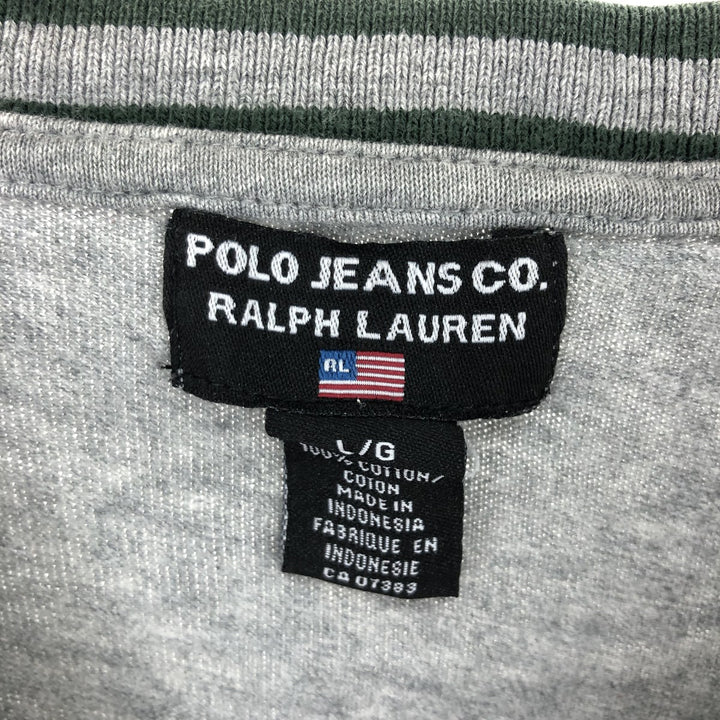 POLO JEANS CO.
RALPH LAUREN
RL
L/G
100% COTTON/
COTON
MADE IN
INDONESIA
FABRIQUE EN
INDONESIE
CA 07383